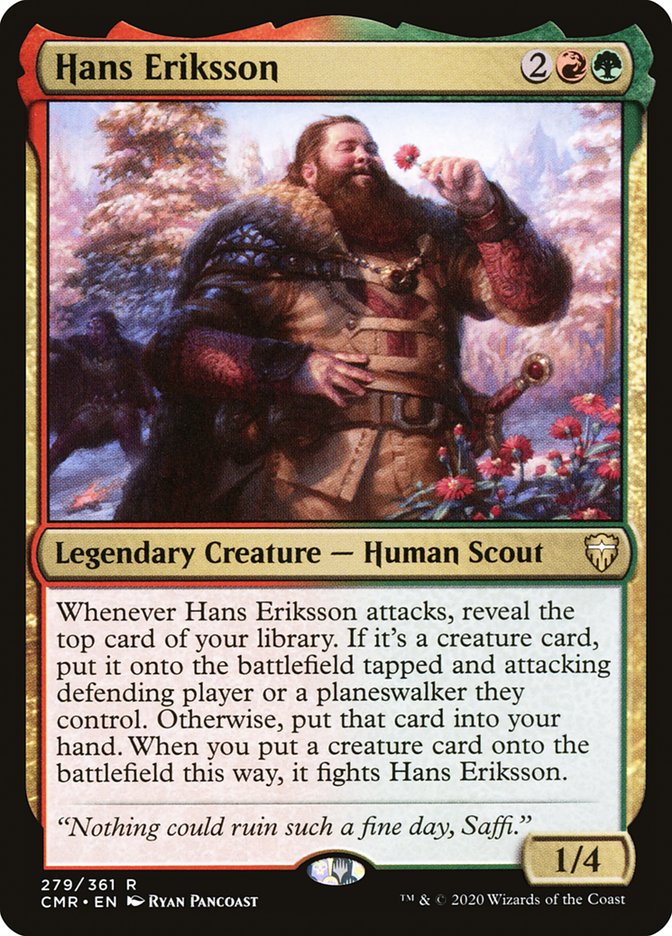 Hans Eriksson 2
Legendary Creature — Human Scout
Whenever Hans Eriksson attacks, reveal the
top card of your library. If it's a creature card,
put it onto the battlefield tapped and attacking
defending player or a planeswalker they
control. Otherwise, put that card into your
hand. When you put a creature card onto the
battlefield this way, it fights Hans Eriksson.
“Nothing could ruin such a fine day, Saffi.”
1/4
279/361 R
CMR • EN Ryan Pancoast
™ & © 2020 Wizards of the Coast